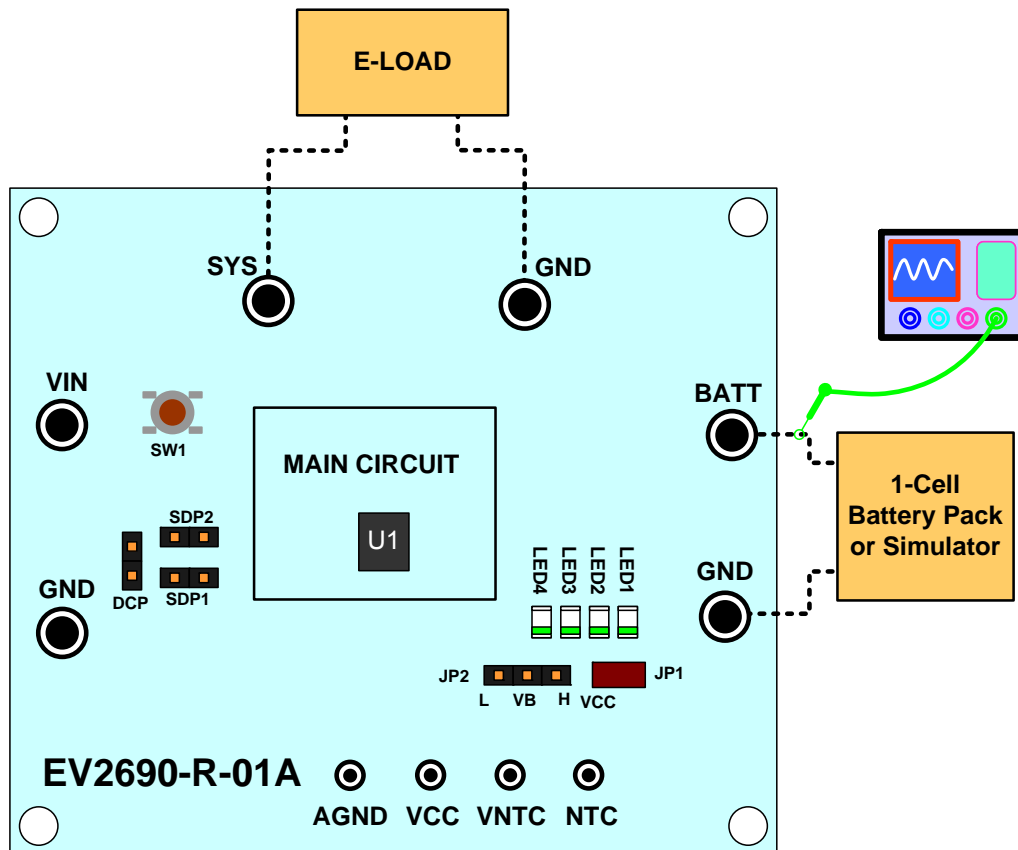 E-LOAD
SYS
GND
VIN
SW1
BATT
MAIN CIRCUIT
U1
1-Cell
Battery Pack
or Simulator
SDP2
SDP1
DCP
GND
LED4
LED3
LED2
LED1
GND
JP2
L
VB
H
VCC
JP1
EV2690-R-01A
AGND
VCC
VNTC
NTC